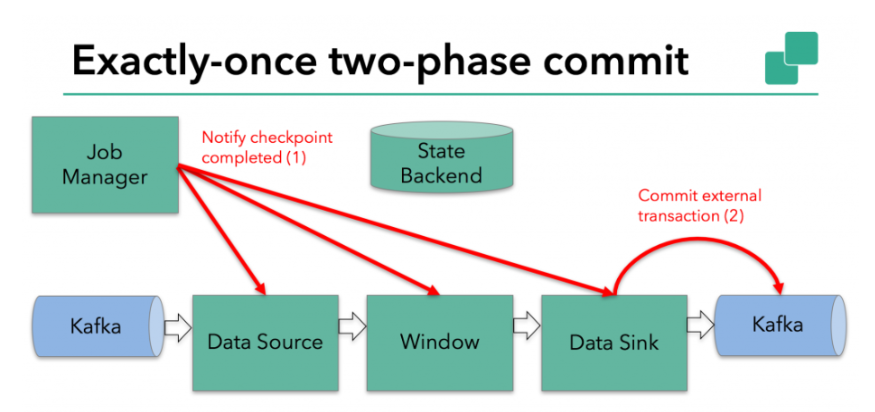 Exactly-once two-phase commit
Job
Manager
Notify checkpoint
completed (1)
State
Backend
Commit external
transaction (2)
Kafka
Data Source
Window
Data Sink
Kafka